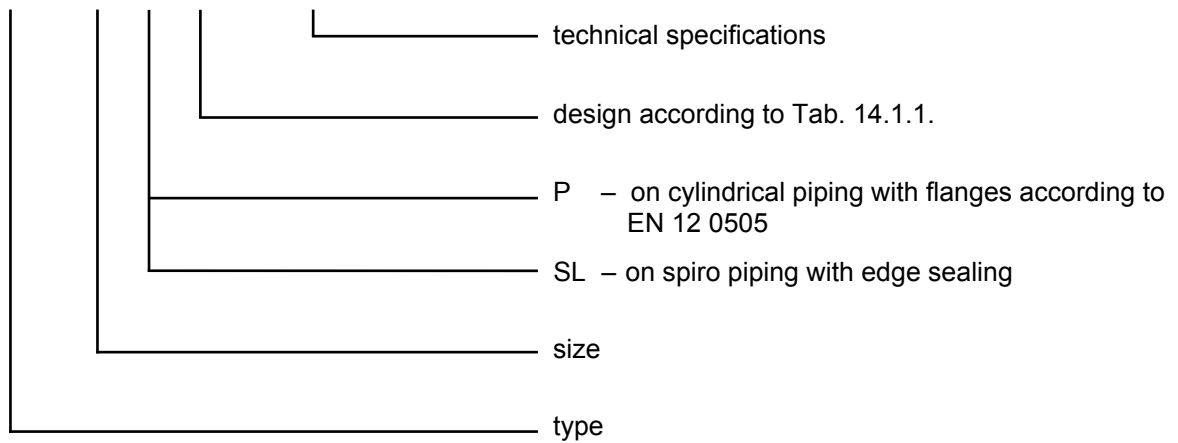 technical specifications
design according to Tab. 14.1.1.
P – on cylindrical piping with flanges according to
EN 12 0505
SL – on spiro piping with edge sealing
size
type